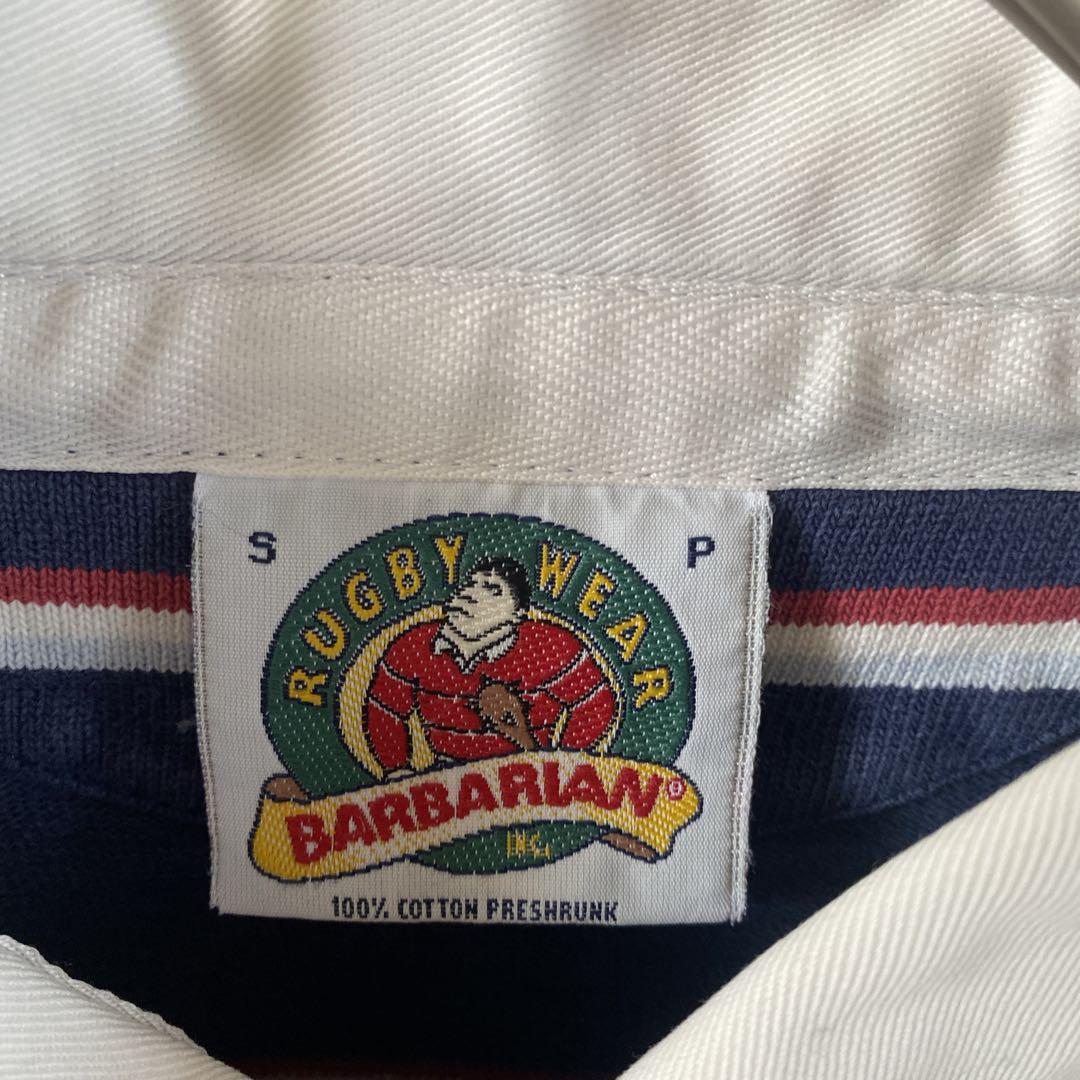 S P
RUGBY WEAR
BARBARIAN®
INC.
100% COTTON PRESHRUNK